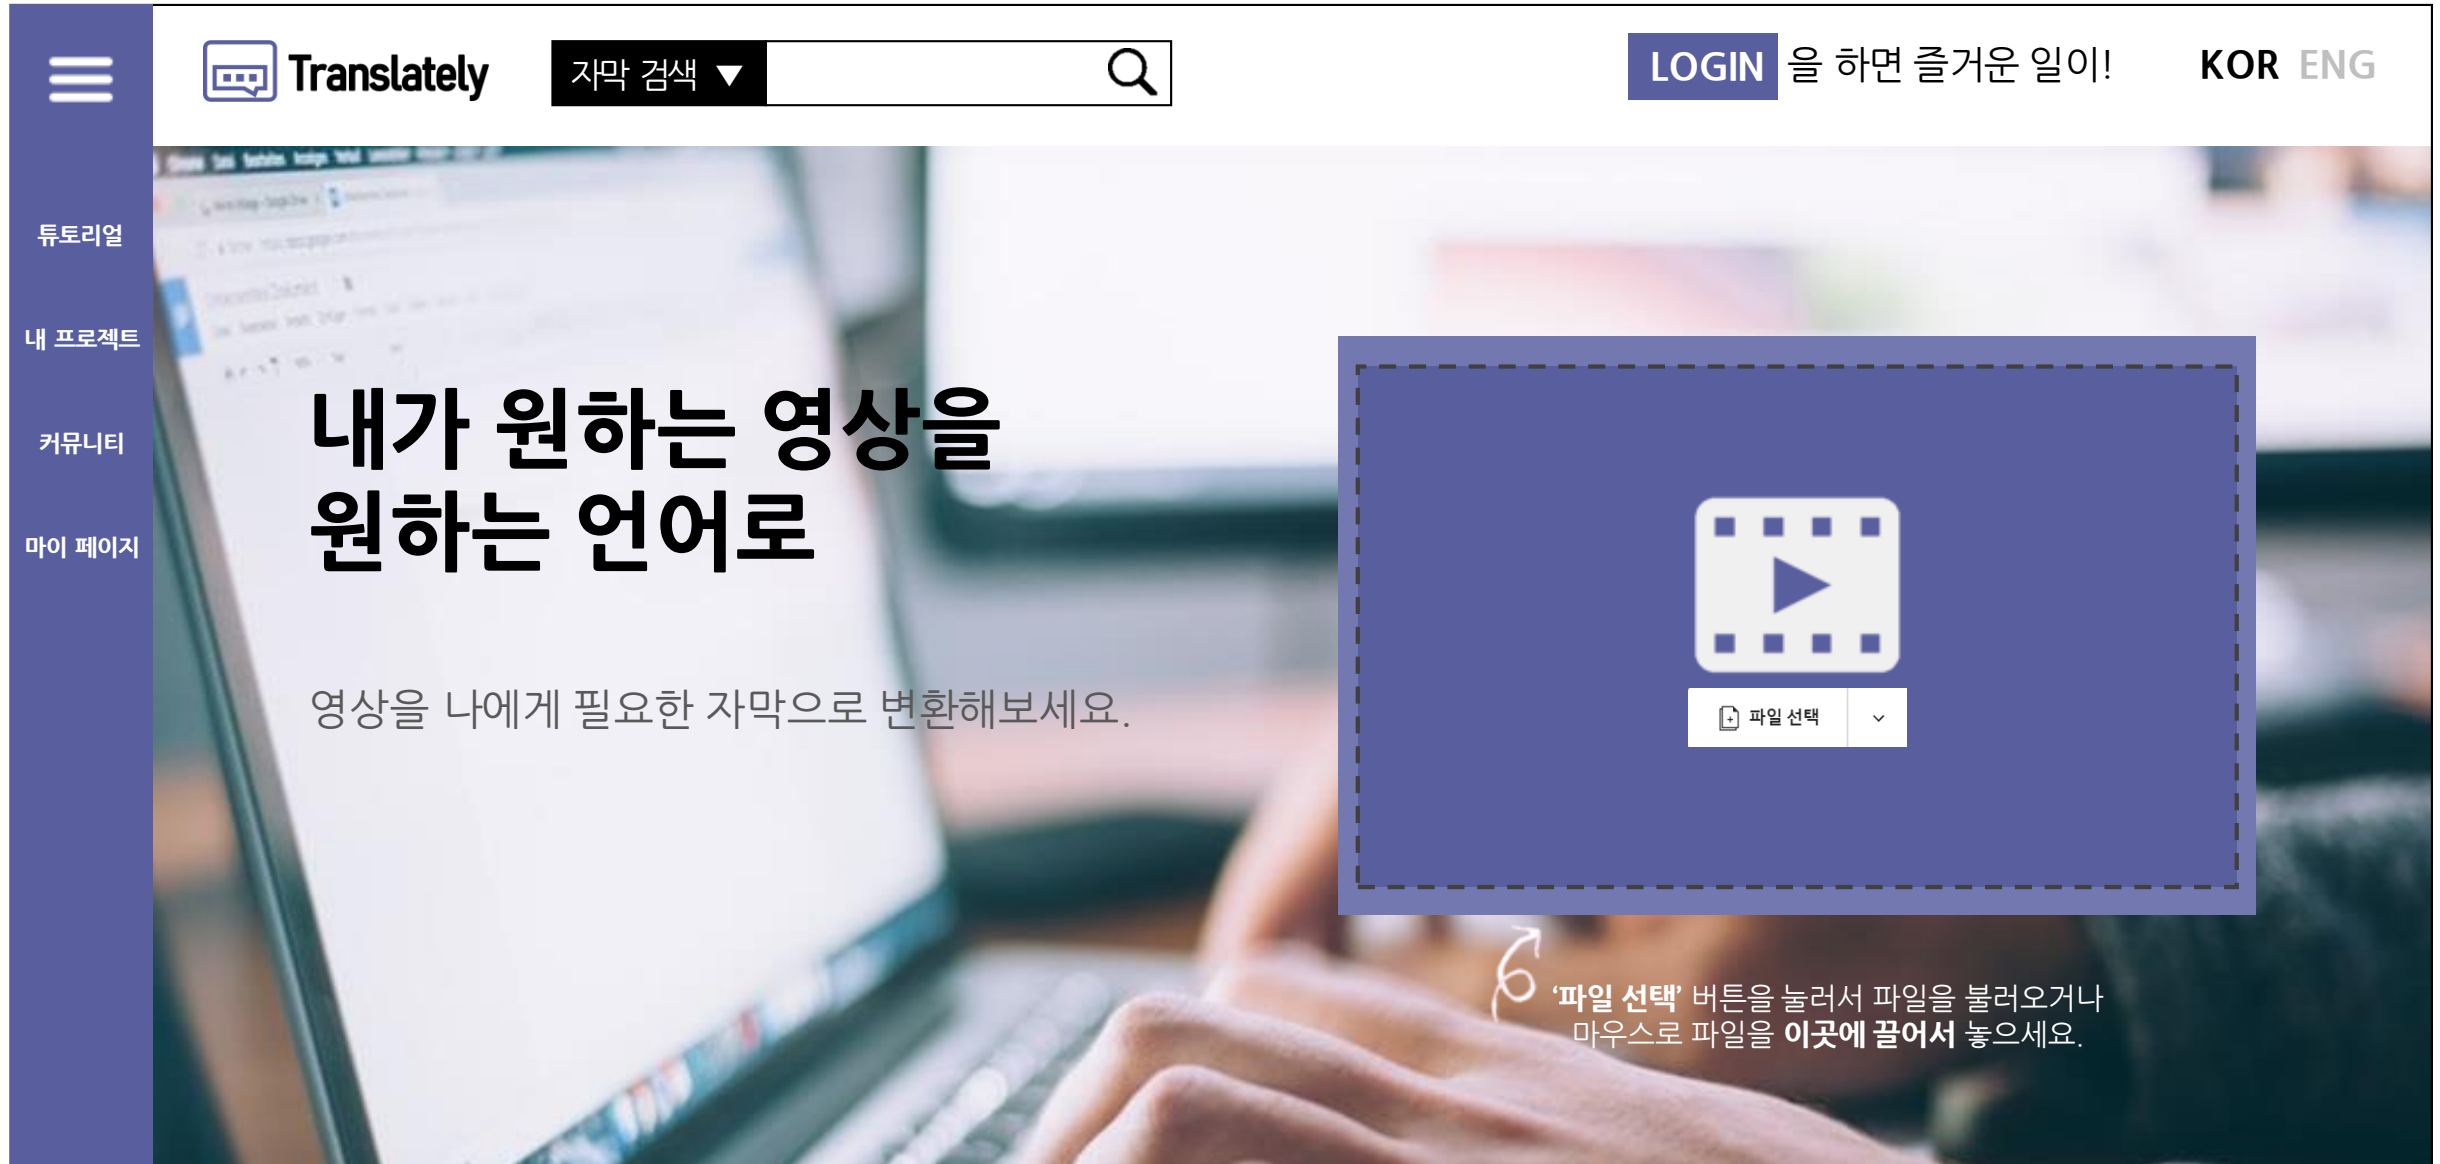 Translately
자막 검색 ▼
LOGIN 을 하면 즐거운 일이!
KOR ENG
튜토리얼
내 프로젝트
커뮤니티
마이 페이지
내가 원하는 영상을
원하는 언어로
영상을 나에게 필요한 자막으로 변환해보세요.
파일 선택
‘파일 선택’ 버튼을 눌러서 파일을 불러오거나
마우스로 파일을 이곳에 끌어서 놓으세요.